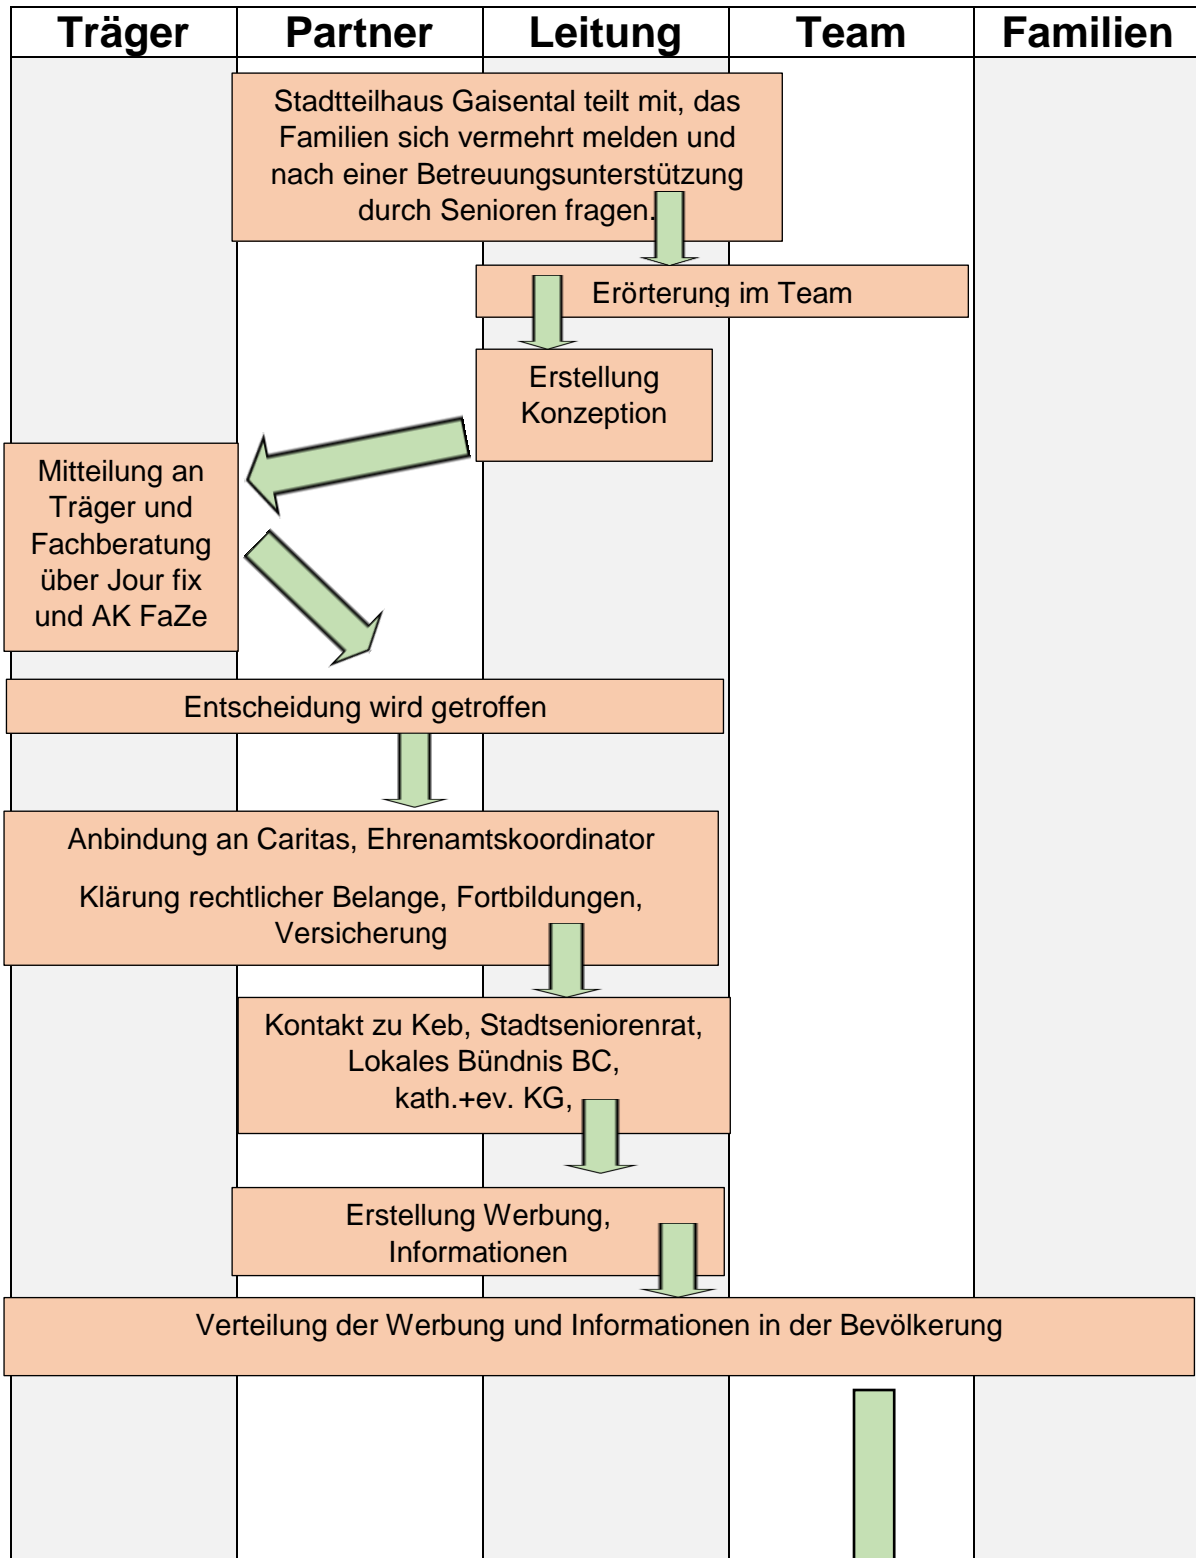 Träger Partner Leitung Team Familien
Stadtteilhaus Gaisental teilt mit, das
Familien sich vermehrt melden und
nach einer Betreuungsunterstützung
durch Senioren fragen.
Erörterung im Team
Erstellung
Konzeption
Mitteilung an
Träger und
Fachberatung
über Jour fix
und AK FaZe
Entscheidung wird getroffen
Anbindung an Caritas, Ehrenamtskoordinator
Klärung rechtlicher Belange, Fortbildungen,
Versicherung
Kontakt zu Keb, Stadtseniorenrat,
Lokales Bündnis BC,
kath.+ev. KG,
Erstellung Werbung,
Informationen
Verteilung der Werbung und Informationen in der Bevölkerung